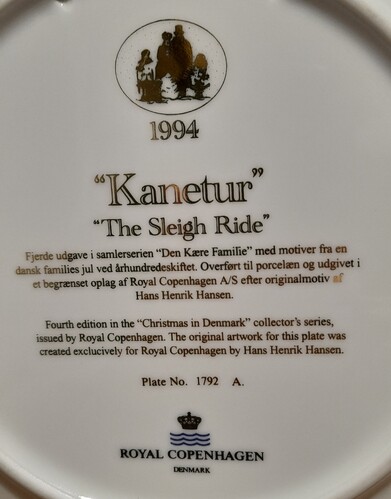 1994
“Kanetur”
“The Sleigh Ride”
Fjerde udgave i samlerserien “Den Kære Familie” med motiver fra en
dansk families jul ved århundredeskiftet. Overført til porcelæn og udgivet i
et begrænset oplag af Royal Copenhagen A/S efter originalmotiv af
Hans Henrik Hansen.
Fourth edition in the “Christmas in Denmark” collector’s series,
issued by Royal Copenhagen. The original artwork for this plate was
created exclucively for Royal Copenhagen by Hans Henrik Hansen.
Plate No. 1792 A.
ROYAL COPENHAGEN
DENMARK